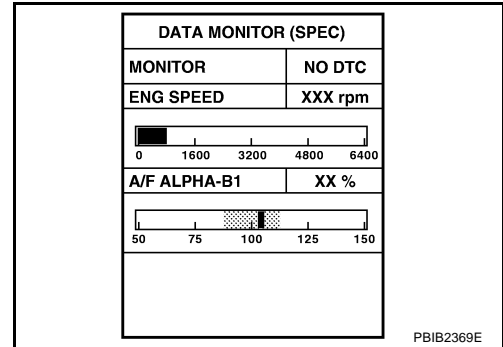 DATA MONITOR (SPEC)
MONITOR NO DTC
ENG SPEED XXX rpm
0 1600 3200 4800 6400
A/F ALPHA-B1 XX %
50 75 100 125 150
PBIB2369E